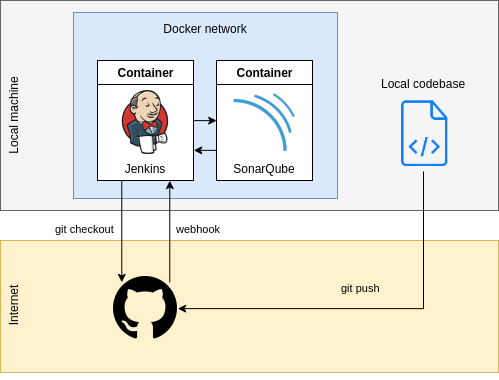 Docker network
Local machine
Container
Container
Local codebase
Jenkins
SonarQube
git checkout
webhook
git push
Internet